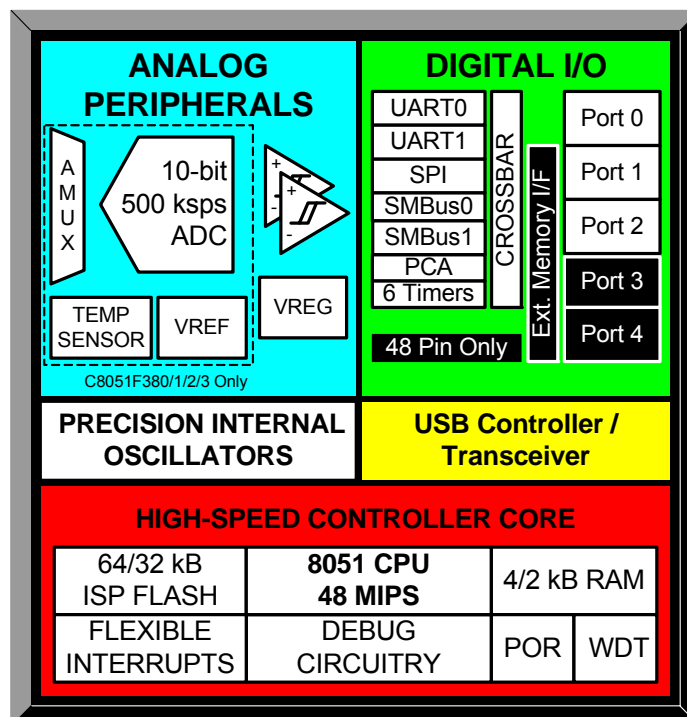 ANALOG
PERIPHERALS
A
M
U
X
10-bit
500 ksps
ADC
+
-
+
-
TEMP
SENSOR
VREF
VREG
C8051F380/1/2/3 Only
DIGITAL I/O
UART0
UART1
SPI
SMBus0
SMBus1
PCA
6 Timers
CROSSBAR
Ext. Memory I/F
Port 0
Port 1
Port 2
Port 3
Port 4
48 Pin Only
PRECISION INTERNAL
OSCILLATORS
USB Controller /
Transceiver
HIGH-SPEED CONTROLLER CORE
64/32 kB
ISP FLASH
8051 CPU
48 MIPS
4/2 kB RAM
FLEXIBLE
INTERRUPTS
DEBUG
CIRCUITRY
POR
WDT